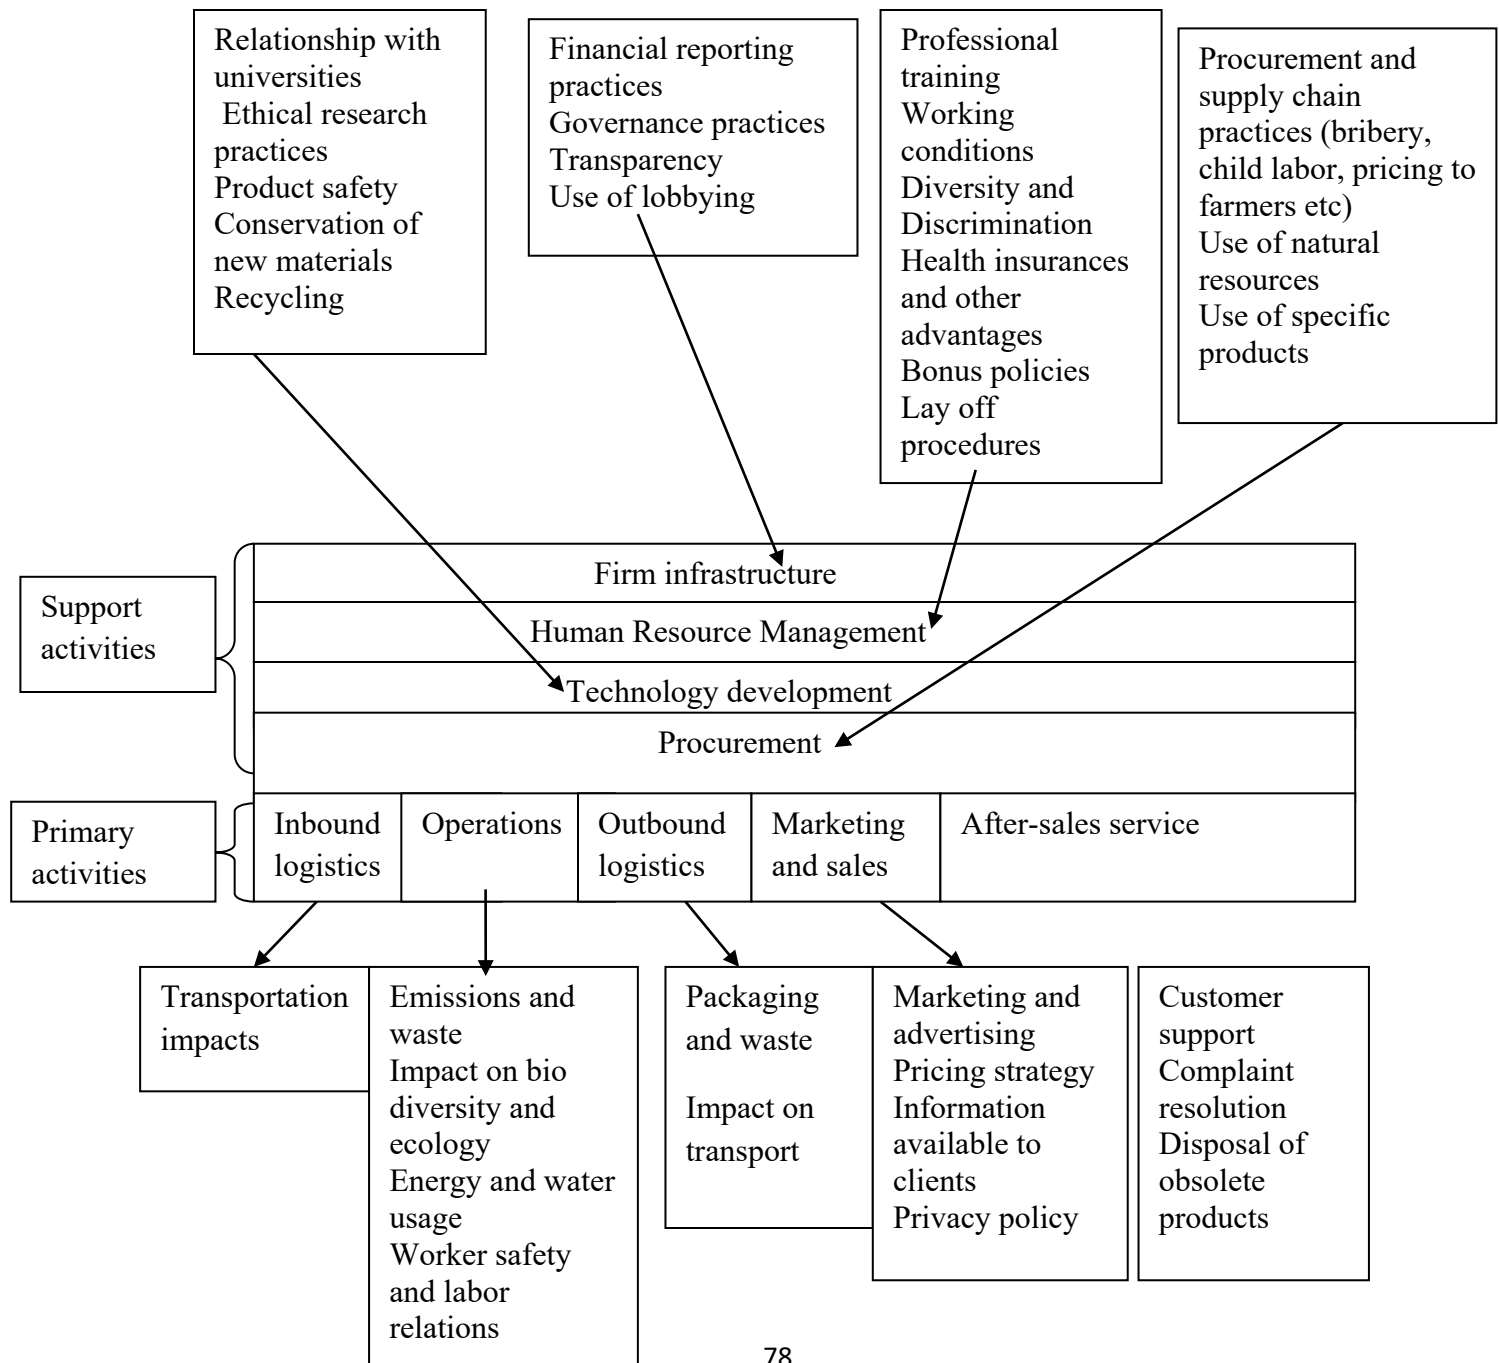 Relationship with
universities
Ethical research
practices
Product safety
Conservation of
new materials
Recycling
Financial reporting
practices
Governance practices
Transparency
Use of lobbying
Professional
training
Working
conditions
Diversity and
Discrimination
Health insurances
and other
advantages
Bonus policies
Lay off
procedures
Procurement and
supply chain
practices (bribery,
child labor, pricing to
farmers etc)
Use of natural
resources
Use of specific
products
Support
activities
Firm infrastructure
Human Resource Management
Technology development
Procurement
Primary
activities
Inbound
logistics
Operations
Outbound
logistics
Marketing
and sales
After-sales service
Transportation
impacts
Emissions and
waste
Impact on bio
diversity and
ecology
Energy and water
usage
Worker safety
and labor
relations
Packaging
and waste
Impact on
transport
Marketing and
advertising
Pricing strategy
Information
available to
clients
Privacy policy
Customer
support
Complaint
resolution
Disposal of
obsolete
products
78